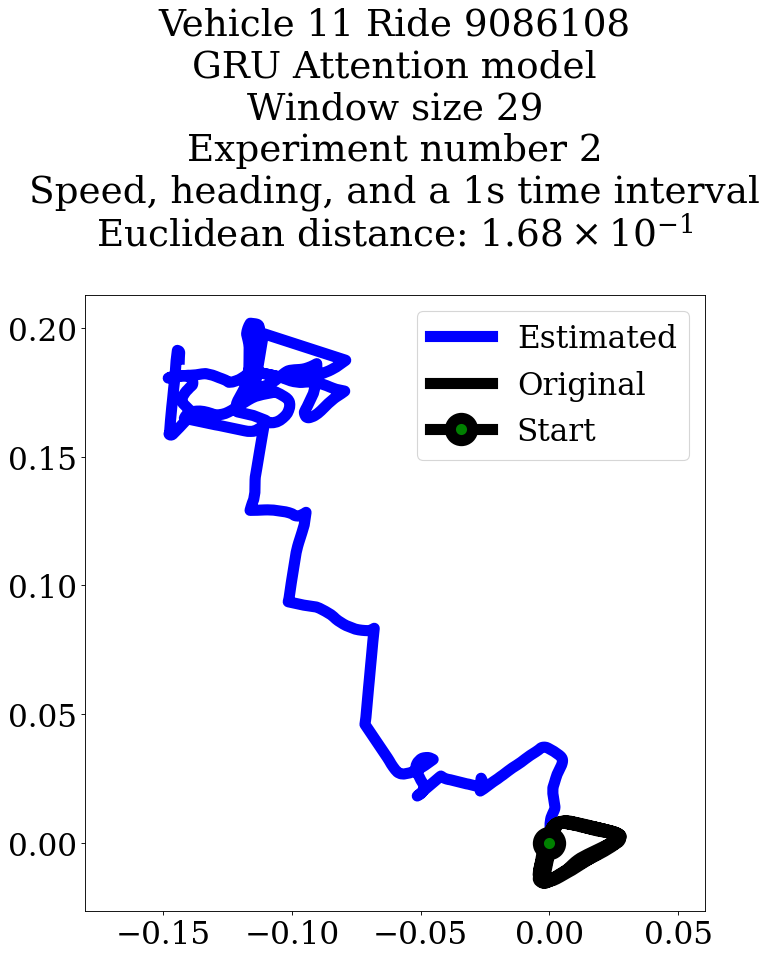 Vehicle 11 Ride 9086108
GRU Attention model
Window size 29
Experiment number 2
Speed, heading, and a 1s time interval
Euclidean distance: 1.68 × 10⁻¹
Estimated
Original
Start
0.20
0.15
0.10
0.05
0.00
−0.15
−0.10
−0.05
0.00
0.05